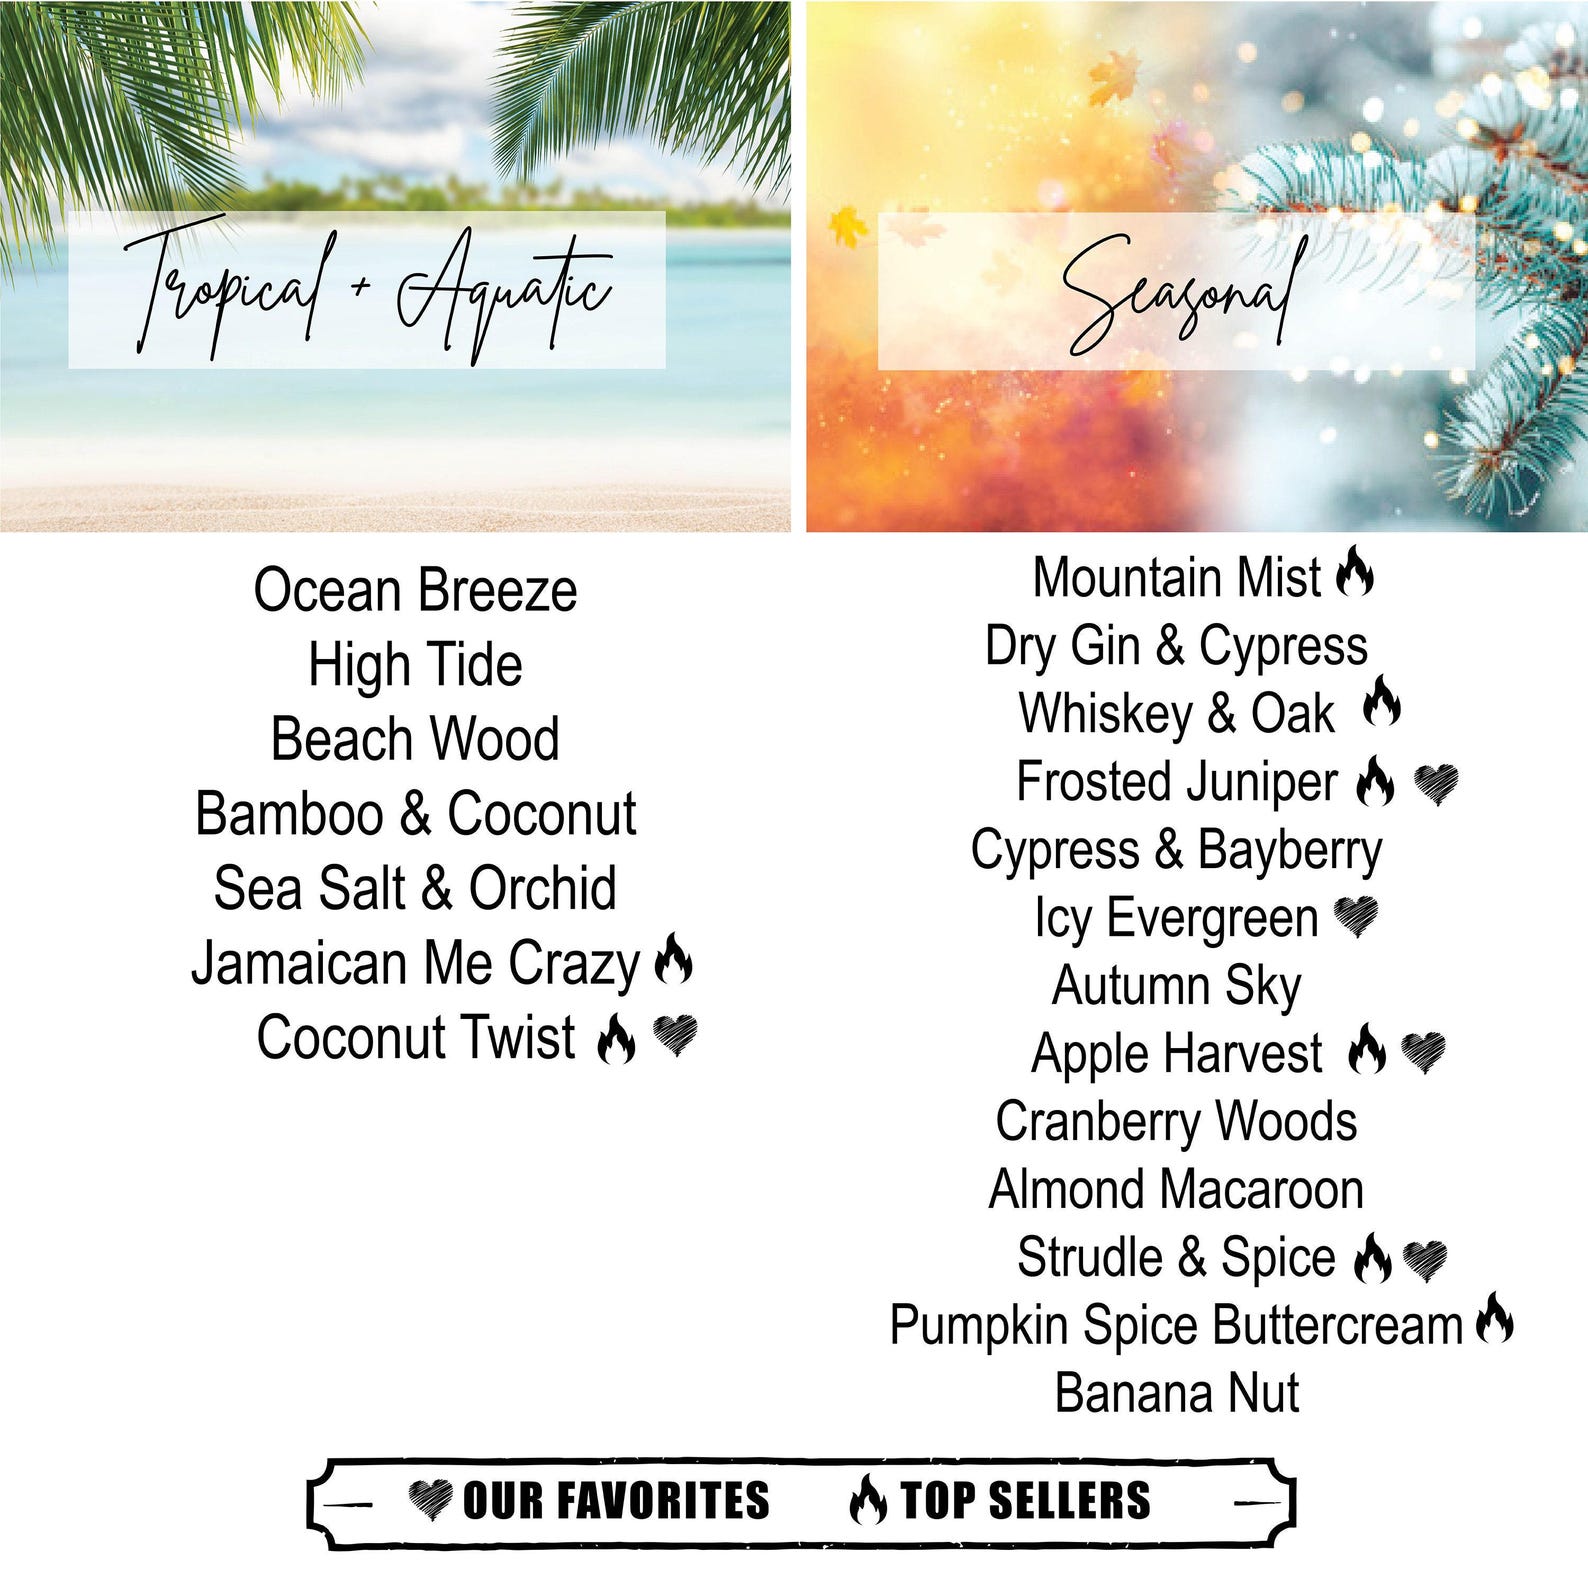 Tropical + Aquatic
Ocean Breeze
High Tide
Beach Wood
Bamboo & Coconut
Sea Salt & Orchid
Jamaican Me Crazy
Coconut Twist
Seasonal
Mountain Mist
Dry Gin & Cypress
Whiskey & Oak
Frosted Juniper
Cypress & Bayberry
Icy Evergreen
Autumn Sky
Apple Harvest
Cranberry Woods
Almond Macaroon
Strudle & Spice
Pumpkin Spice Buttercream
Banana Nut
OUR FAVORITES TOP SELLERS